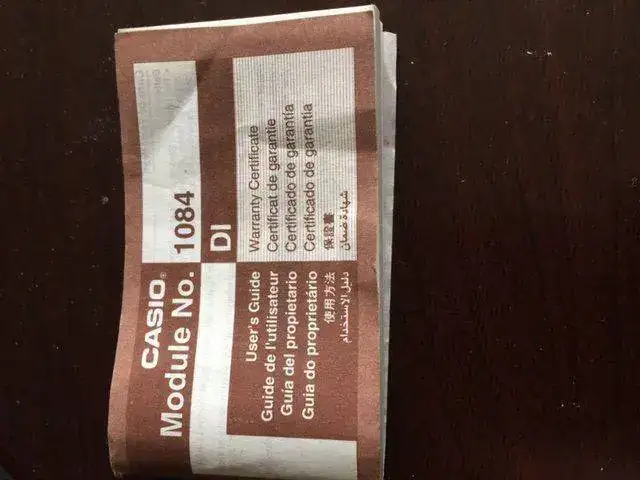 CASIO®
Module No. 1084
DI
User's Guide
Guide de l'utilisateur
Guía del propietario
Guia do proprietário
使用方法
دليل الاستخدام
Warranty Certificate
Certificat de garantie
Certificado de garantía
Certificado de garantia
保證書
شهادة ضمان